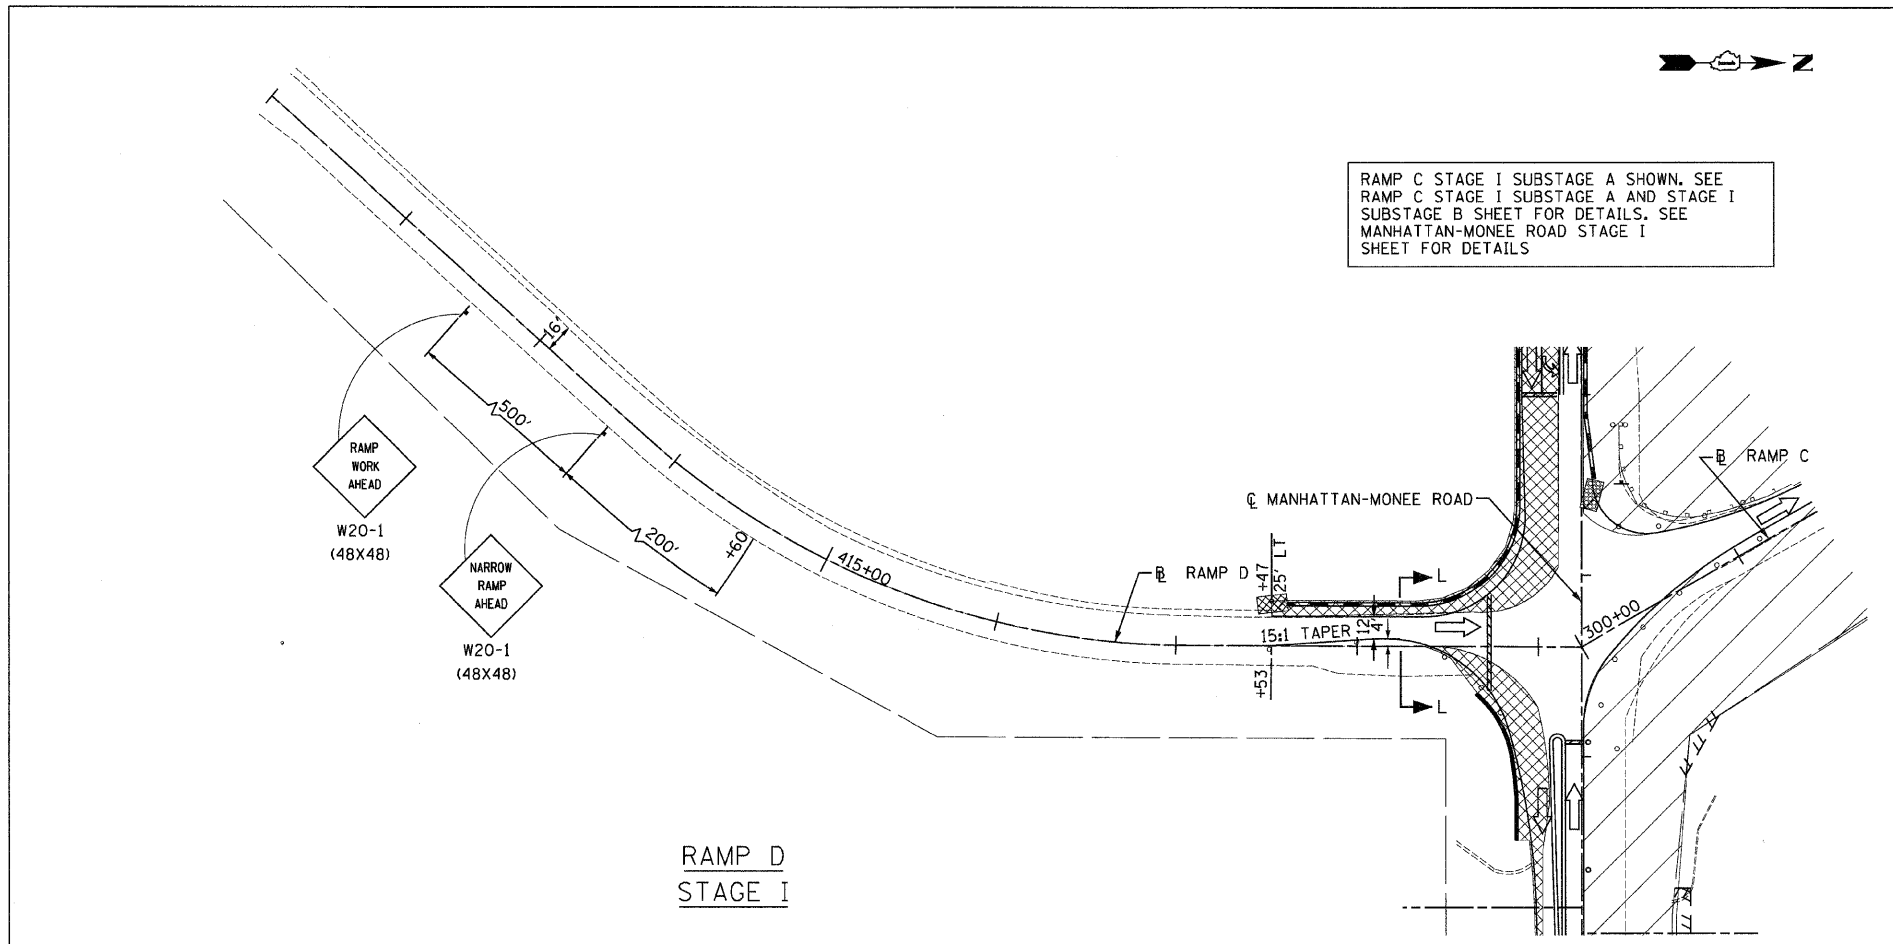 N
RAMP C STAGE I SUBSTAGE A SHOWN. SEE
RAMP C STAGE I SUBSTAGE A AND STAGE I
SUBSTAGE B SHEET FOR DETAILS. SEE
MANHATTAN-MONEE ROAD STAGE I
SHEET FOR DETAILS
16'
500'
200'
+60
415+00
RAMP
WORK
AHEAD
W20-1
(48X48)
NARROW
RAMP
AHEAD
W20-1
(48X48)
℄ MANHATTAN-MONEE ROAD
RAMP C
RAMP D
+47
25' LT
L
15:1 TAPER
12'
4'
300+00
+53
L
RAMP D
STAGE I